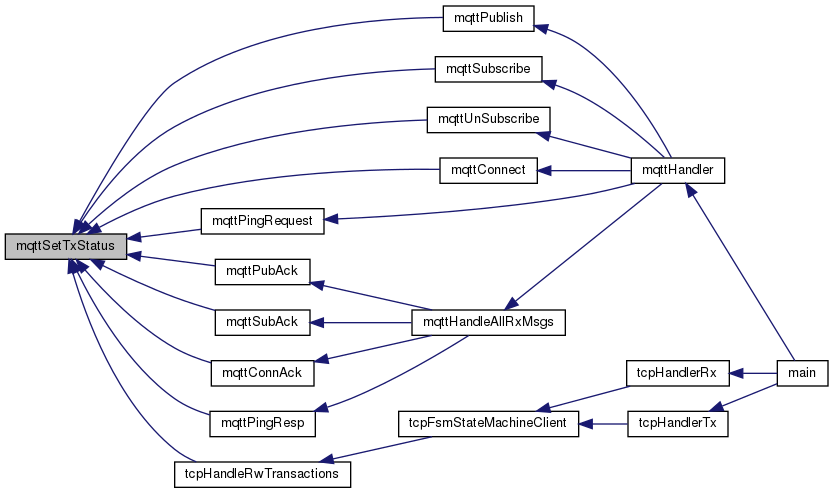 mqttPublish
mqttSubscribe
mqttUnSubscribe
mqttConnect
mqttHandler
mqttPingRequest
mqttSetTxStatus
mqttPubAck
mqttSubAck
mqttHandleAllRxMsgs
mqttConnAck
tcpHandlerRx
main
mqttPingResp
tcpFsmStateMachineClient
tcpHandlerTx
tcpHandleRwTransactions